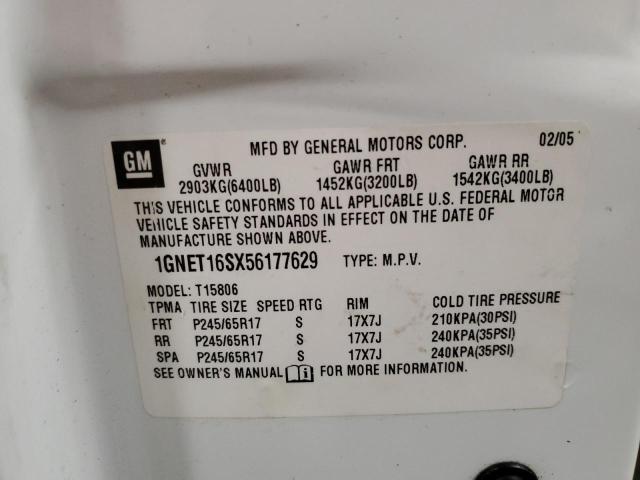 GM
MFD BY GENERAL MOTORS CORP. 02/05
GVWR GAWR FRT GAWR RR
2903KG(6400LB) 1452KG(3200LB) 1542KG(3400LB)
THIS VEHICLE CONFORMS TO ALL APPLICABLE U.S. FEDERAL MOTOR
VEHICLE SAFETY STANDARDS IN EFFECT ON THE DATE OF
MANUFACTURE SHOWN ABOVE.
1GNET16SX56177629 TYPE: M.P.V.
MODEL: T15806
TPMA TIRE SIZE SPEED RTG RIM COLD TIRE PRESSURE
FRT P245/65R17 S 17X7J 210KPA(30PSI)
RR P245/65R17 S 17X7J 240KPA(35PSI)
SPA P245/65R17 S 17X7J 240KPA(35PSI)
SEE OWNER'S MANUAL FOR MORE INFORMATION.